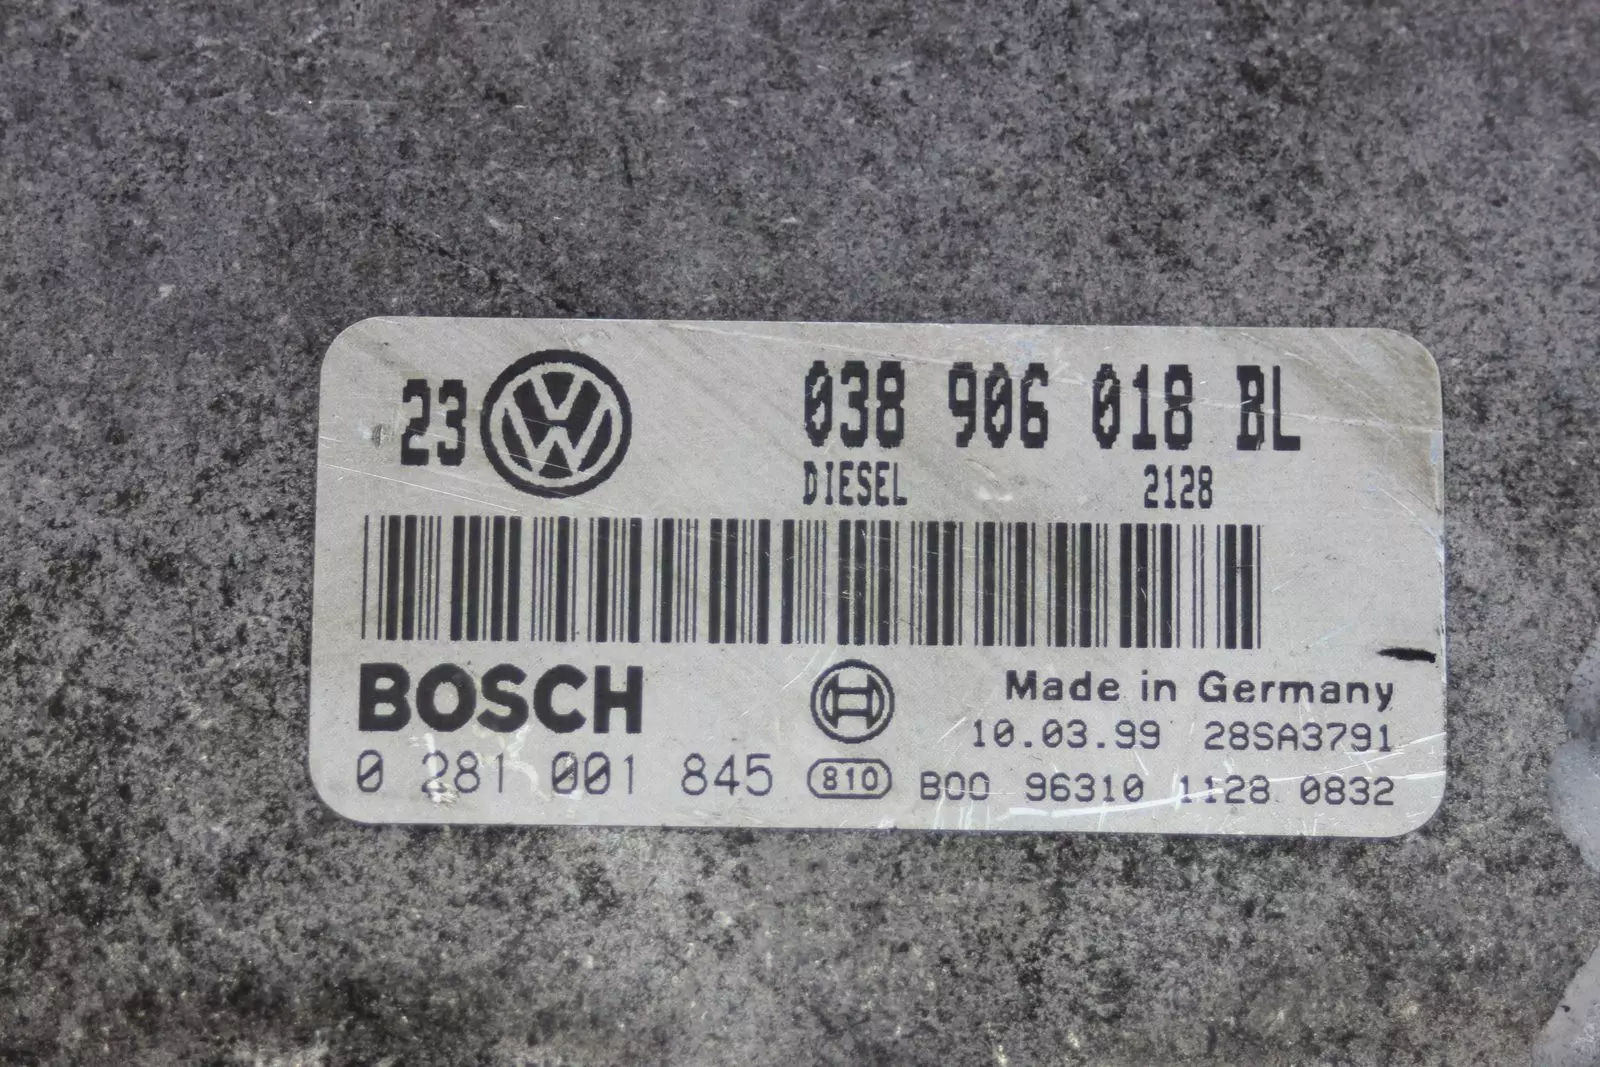 23 VW 038 906 018 BL
DIESEL 2128
BOSCH
Made in Germany
10.03.99 28SA3791
0 281 001 845 810 B00 96310 1128 0832